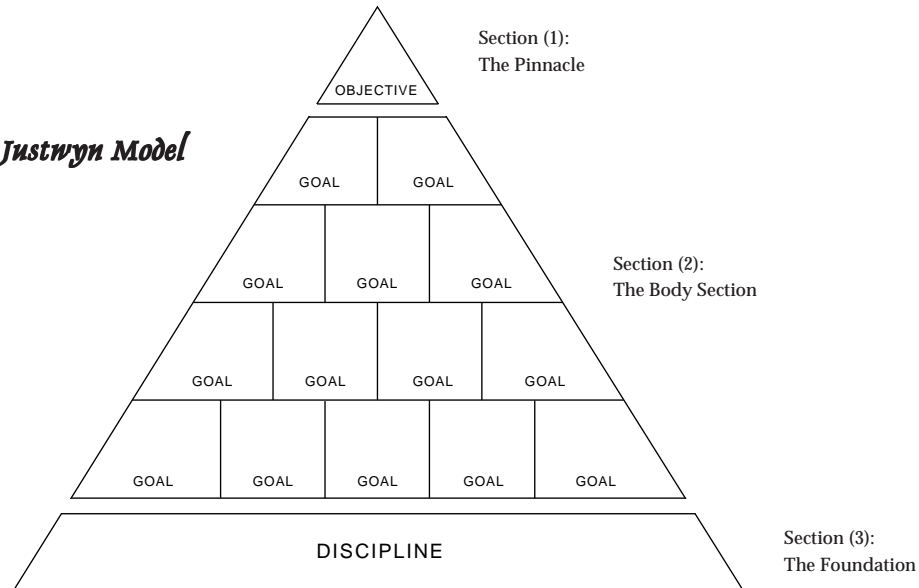 Section (1):
The Pinnacle
OBJECTIVE
Justwyn Model
GOAL GOAL
GOAL GOAL GOAL
Section (2):
The Body Section
GOAL GOAL GOAL GOAL
GOAL GOAL GOAL GOAL GOAL
Section (3):
The Foundation
DISCIPLINE